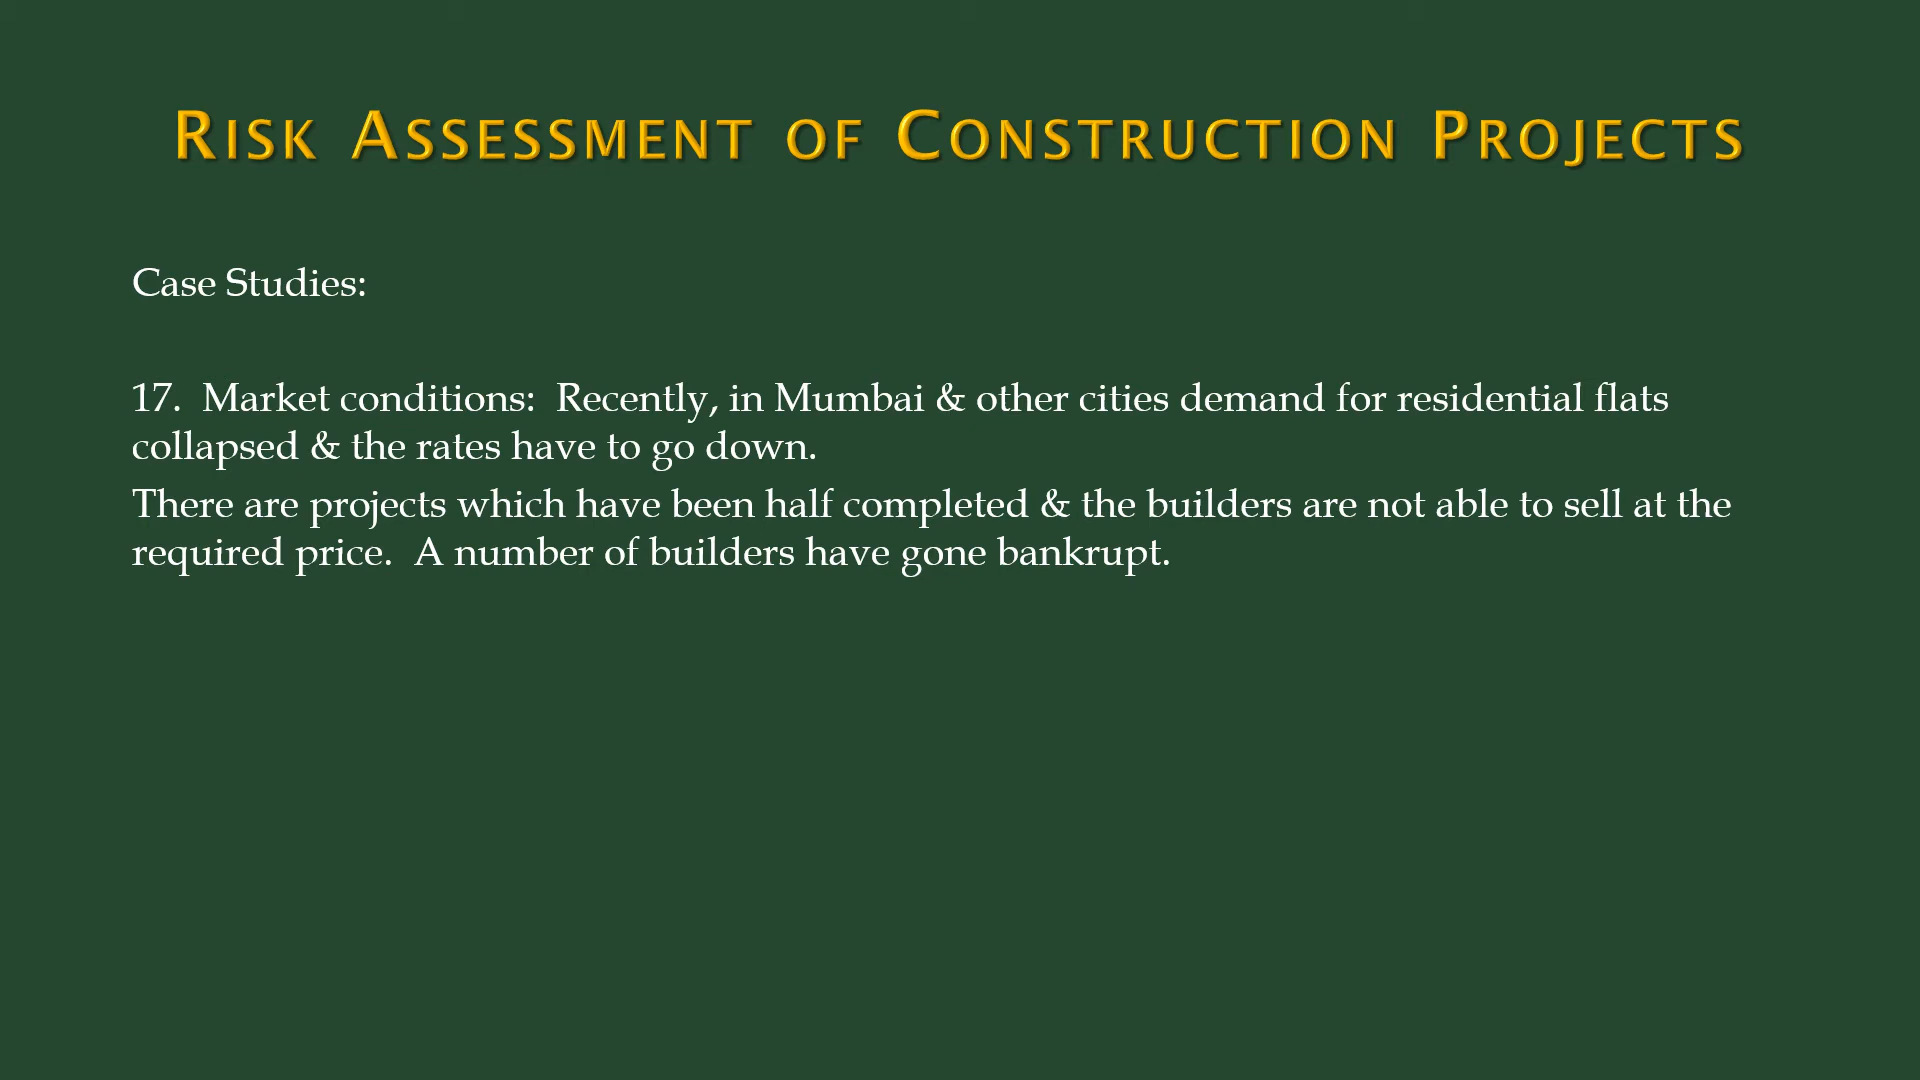 Risk Assessment of Construction Projects
Case Studies:
17.  Market conditions:  Recently, in Mumbai & other cities demand for residential flats
collapsed & the rates have to go down.
There are projects which have been half completed & the builders are not able to sell at the
required price.  A number of builders have gone bankrupt.